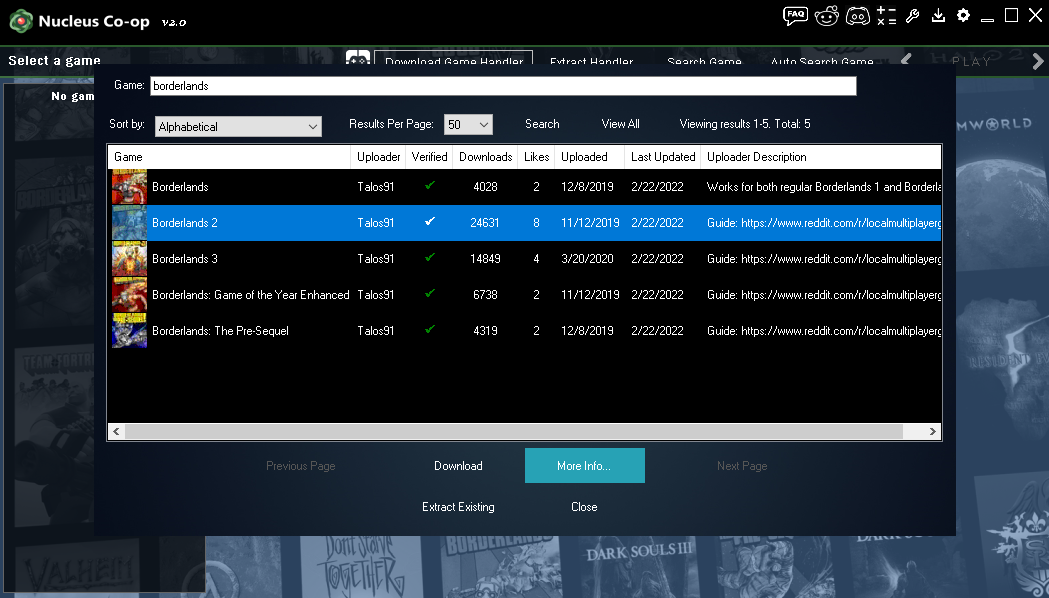 Nucleus Co-op v2.0
FAQ
Select a game
Download Game Handler Extract Handler Search Game Auto Search Game PLAY
No gam
Game: borderlands
Sort by: Alphabetical Results Per Page: 50 Search View All Viewing results 1-5. Total: 5
Game Uploader Verified Downloads Likes Uploaded Last Updated Uploader Description
Borderlands Talos91 4028 2 12/8/2019 2/22/2022 Works for both regular Borderlands 1 and Borderla
Borderlands 2 Talos91 24631 8 11/12/2019 2/22/2022 Guide: https://www.reddit.com/r/localmultiplayerg
Borderlands 3 Talos91 14849 4 3/20/2020 2/22/2022 Guide: https://www.reddit.com/r/localmultiplayerg
Borderlands: Game of the Year Enhanced Talos91 6738 2 11/12/2019 2/22/2022 Guide: https://www.reddit.com/r/localmultiplayerg
Borderlands: The Pre-Sequel Talos91 4319 2 12/8/2019 2/22/2022 Guide: https://www.reddit.com/r/localmultiplayerg
Previous Page Download More Info... Next Page
Extract Existing Close
TEAM FORTR
VALHEIM
DON'T STARVE
TOGETHER
BORDERLANDS
DARK SOULS III